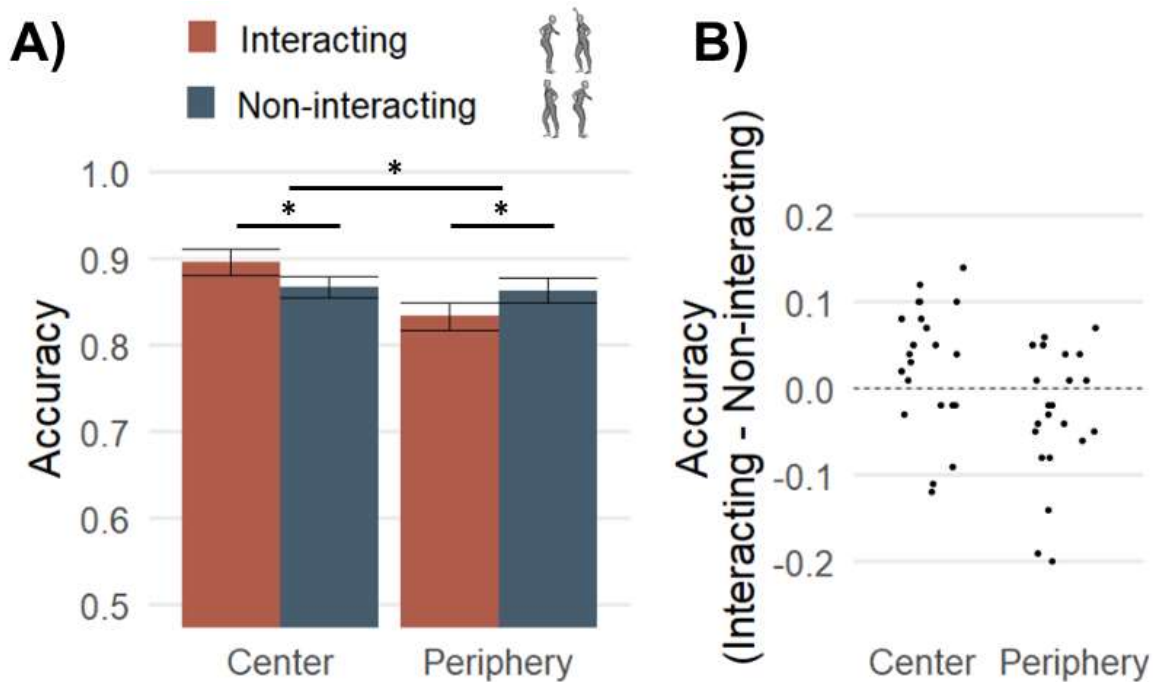 A)
Interacting
Non-interacting
Accuracy
1.0
0.9
0.8
0.7
0.6
0.5
*
*
*
Center
Periphery
B)
Accuracy
(Interacting - Non-interacting)
0.2
0.1
0.0
-0.1
-0.2
Center
Periphery